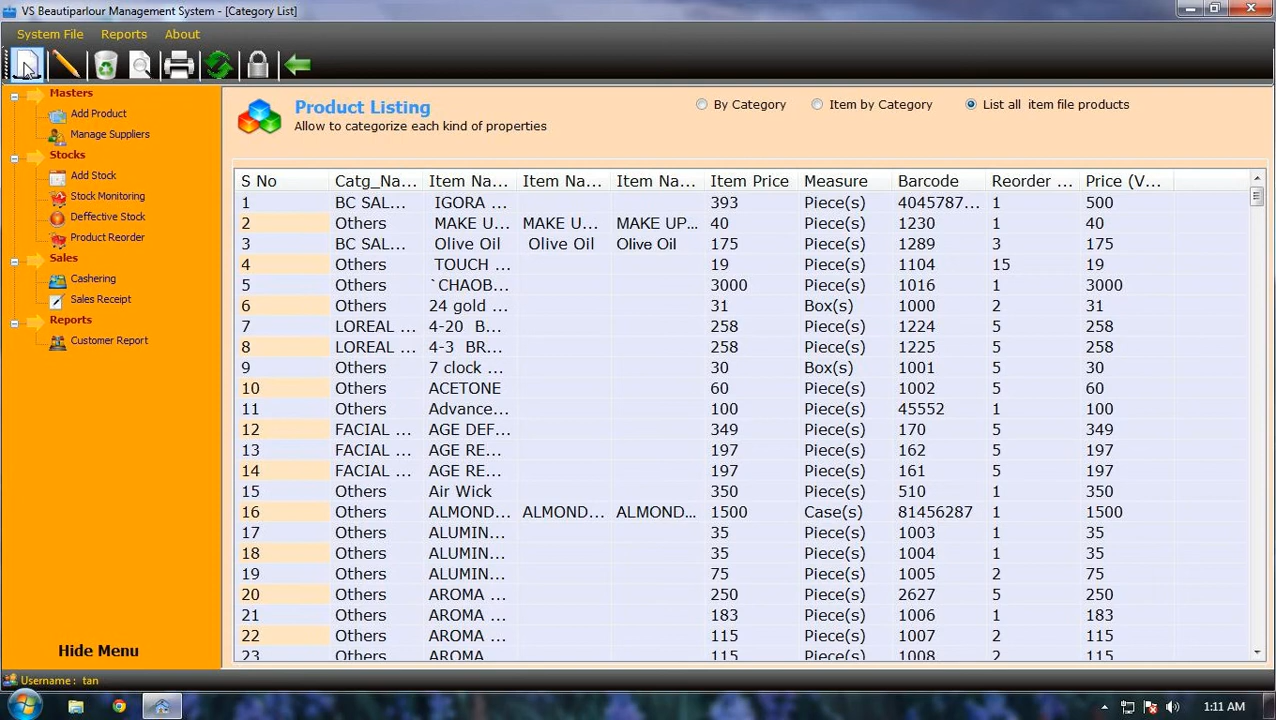 VS Beautiparlour Management System - [Category List]
System File Reports About
Masters
Add Product
Manage Suppliers
Stocks
Add Stock
Stock Monitoring
Deffective Stock
Product Reorder
Sales
Cashering
Sales Receipt
Reports
Customer Report
Hide Menu
Product Listing
Allow to categorize each kind of properties
By Category Item by Category List all item file products
S No Catg_Na... Item Na... Item Na... Item Na... Item Price Measure Barcode Reorder ... Price (V...
1 BC SAL... IGORA ... 393 Piece(s) 4045787... 1 500
2 Others MAKE U... MAKE U... MAKE UP... 40 Piece(s) 1230 1 40
3 BC SAL... Olive Oil Olive Oil Olive Oil 175 Piece(s) 1289 3 175
4 Others TOUCH ... 19 Piece(s) 1104 15 19
5 Others `CHAOB... 3000 Piece(s) 1016 1 3000
6 Others 24 gold ... 31 Box(s) 1000 2 31
7 LOREAL ... 4-20 B... 258 Piece(s) 1224 5 258
8 LOREAL ... 4-3 BR... 258 Piece(s) 1225 5 258
9 Others 7 clock ... 30 Box(s) 1001 5 30
10 Others ACETONE 60 Piece(s) 1002 5 60
11 Others Advance... 100 Piece(s) 45552 1 100
12 FACIAL ... AGE DEF... 349 Piece(s) 170 5 349
13 FACIAL ... AGE RE... 197 Piece(s) 162 5 197
14 FACIAL ... AGE RE... 197 Piece(s) 161 5 197
15 Others Air Wick 350 Piece(s) 510 1 350
16 Others ALMOND... ALMOND... ALMOND... 1500 Case(s) 81456287 1 1500
17 Others ALUMIN... 35 Piece(s) 1003 1 35
18 Others ALUMIN... 35 Piece(s) 1004 1 35
19 Others ALUMIN... 75 Piece(s) 1005 2 75
20 Others AROMA ... 250 Piece(s) 2627 5 250
21 Others AROMA ... 183 Piece(s) 1006 1 183
22 Others AROMA ... 115 Piece(s) 1007 2 115
23 Others AROMA 115 Piece(s) 1008 2 115
Username : tan
1:11 AM